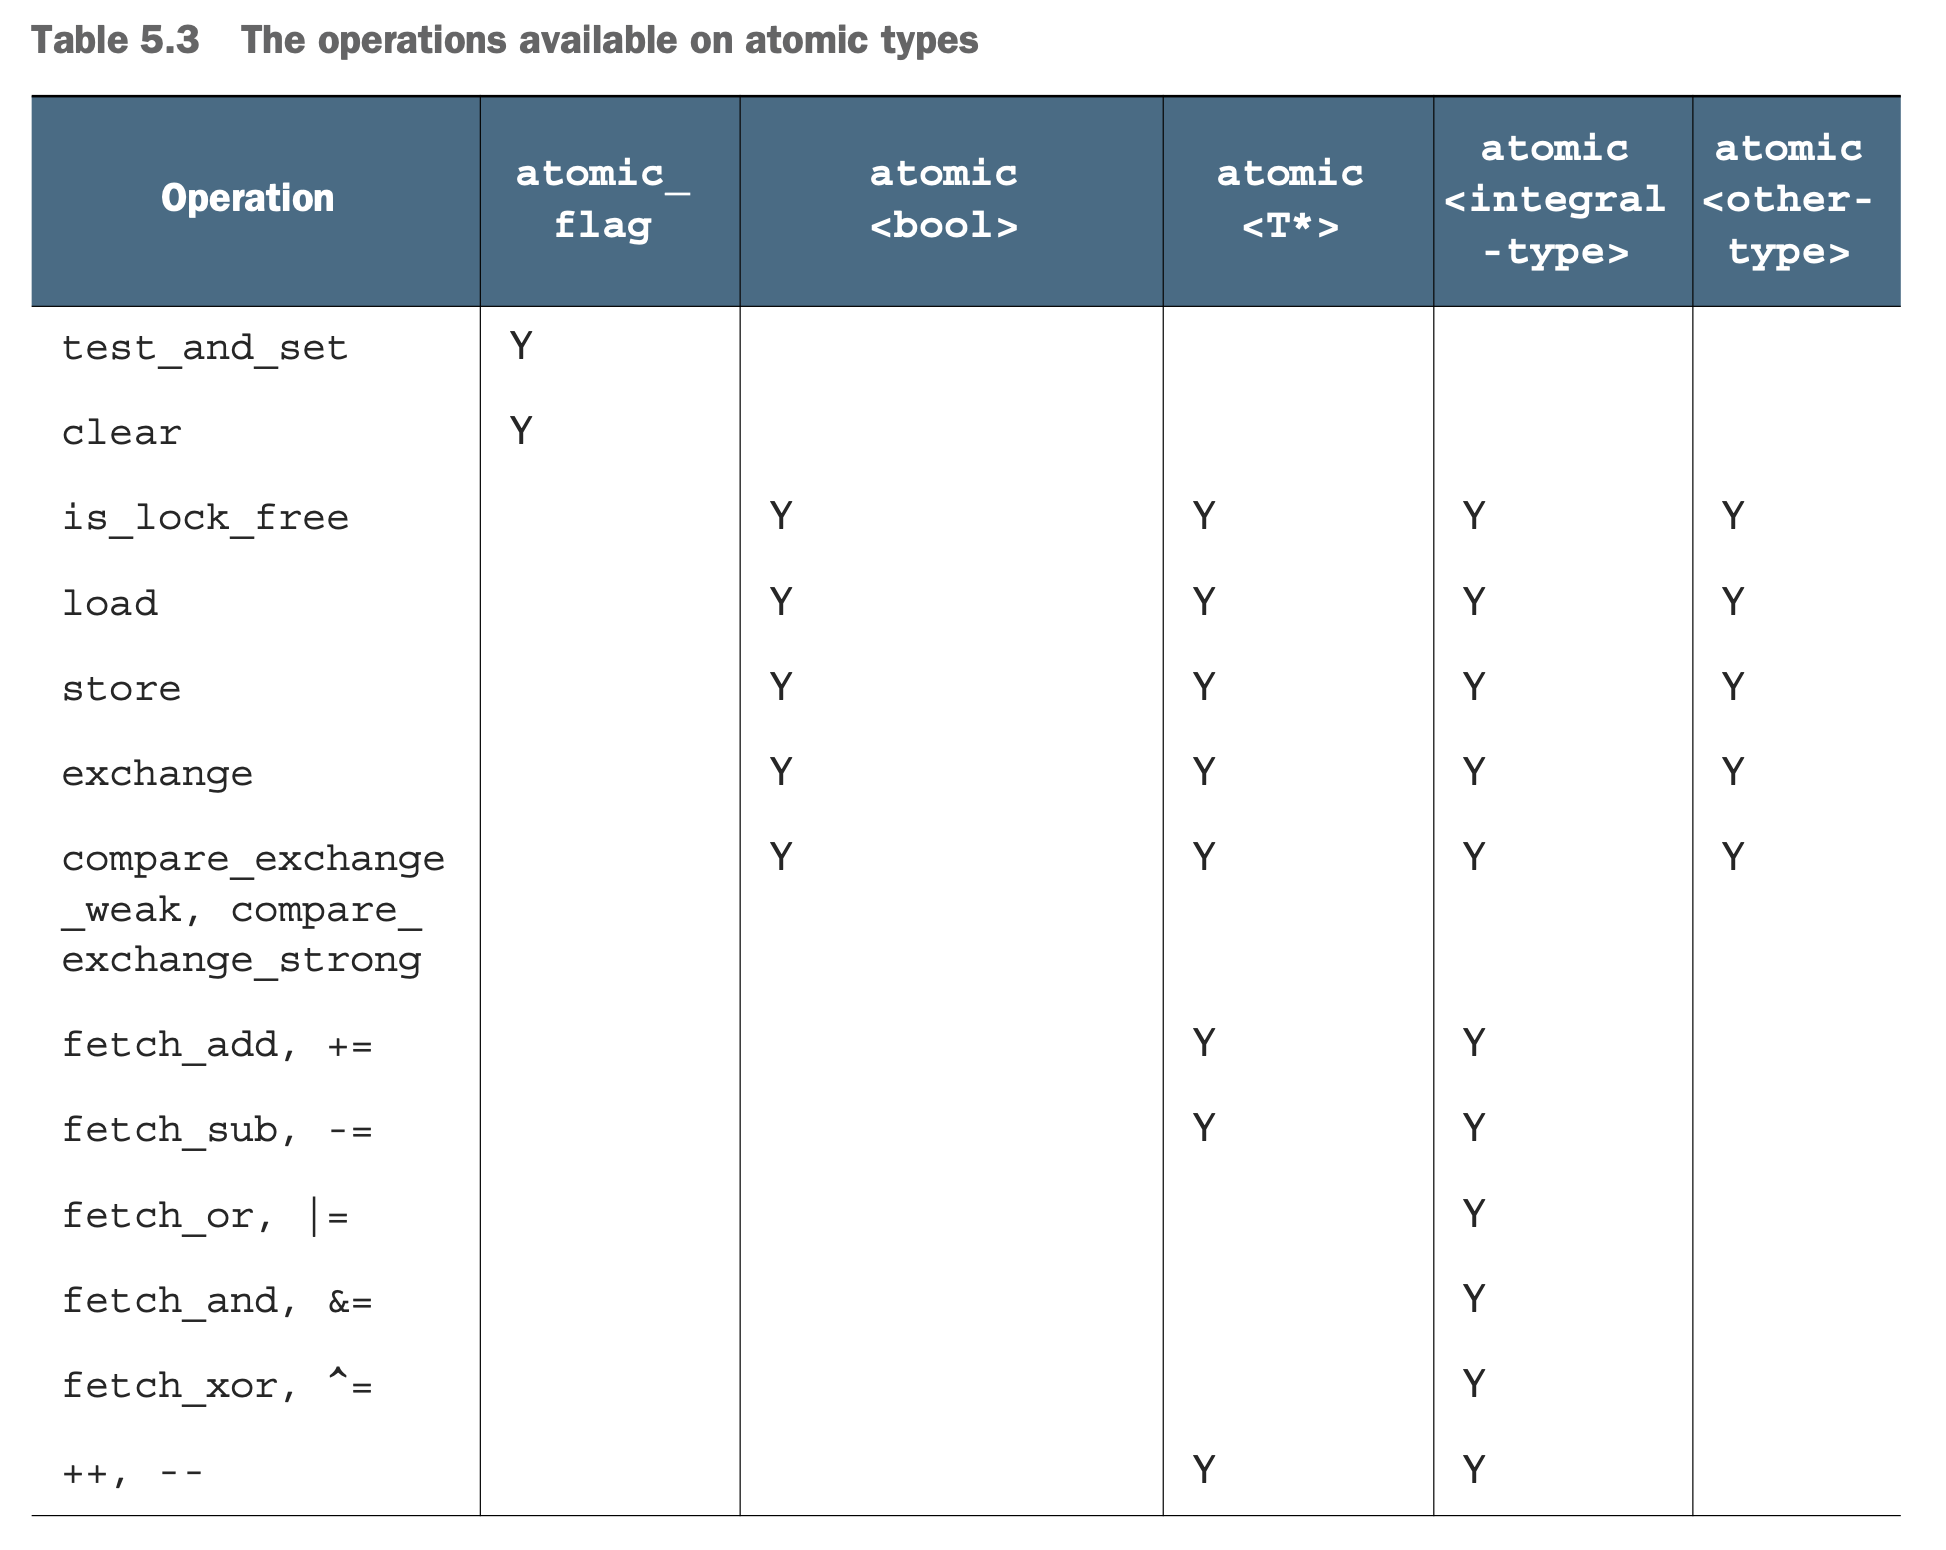 Table 5.3 The operations available on atomic types
Operation
atomic_
flag
atomic
<bool>
atomic
<T*>
atomic
<integral
-type>
atomic
<other-
type>
test_and_set Y
clear Y
is_lock_free Y Y Y Y
load Y Y Y Y
store Y Y Y Y
exchange Y Y Y Y
compare_exchange Y Y Y Y
_weak, compare_
exchange_strong
fetch_add, += Y Y
fetch_sub, -= Y Y
fetch_or, |= Y
fetch_and, &= Y
fetch_xor, ^= Y
++, -- Y Y